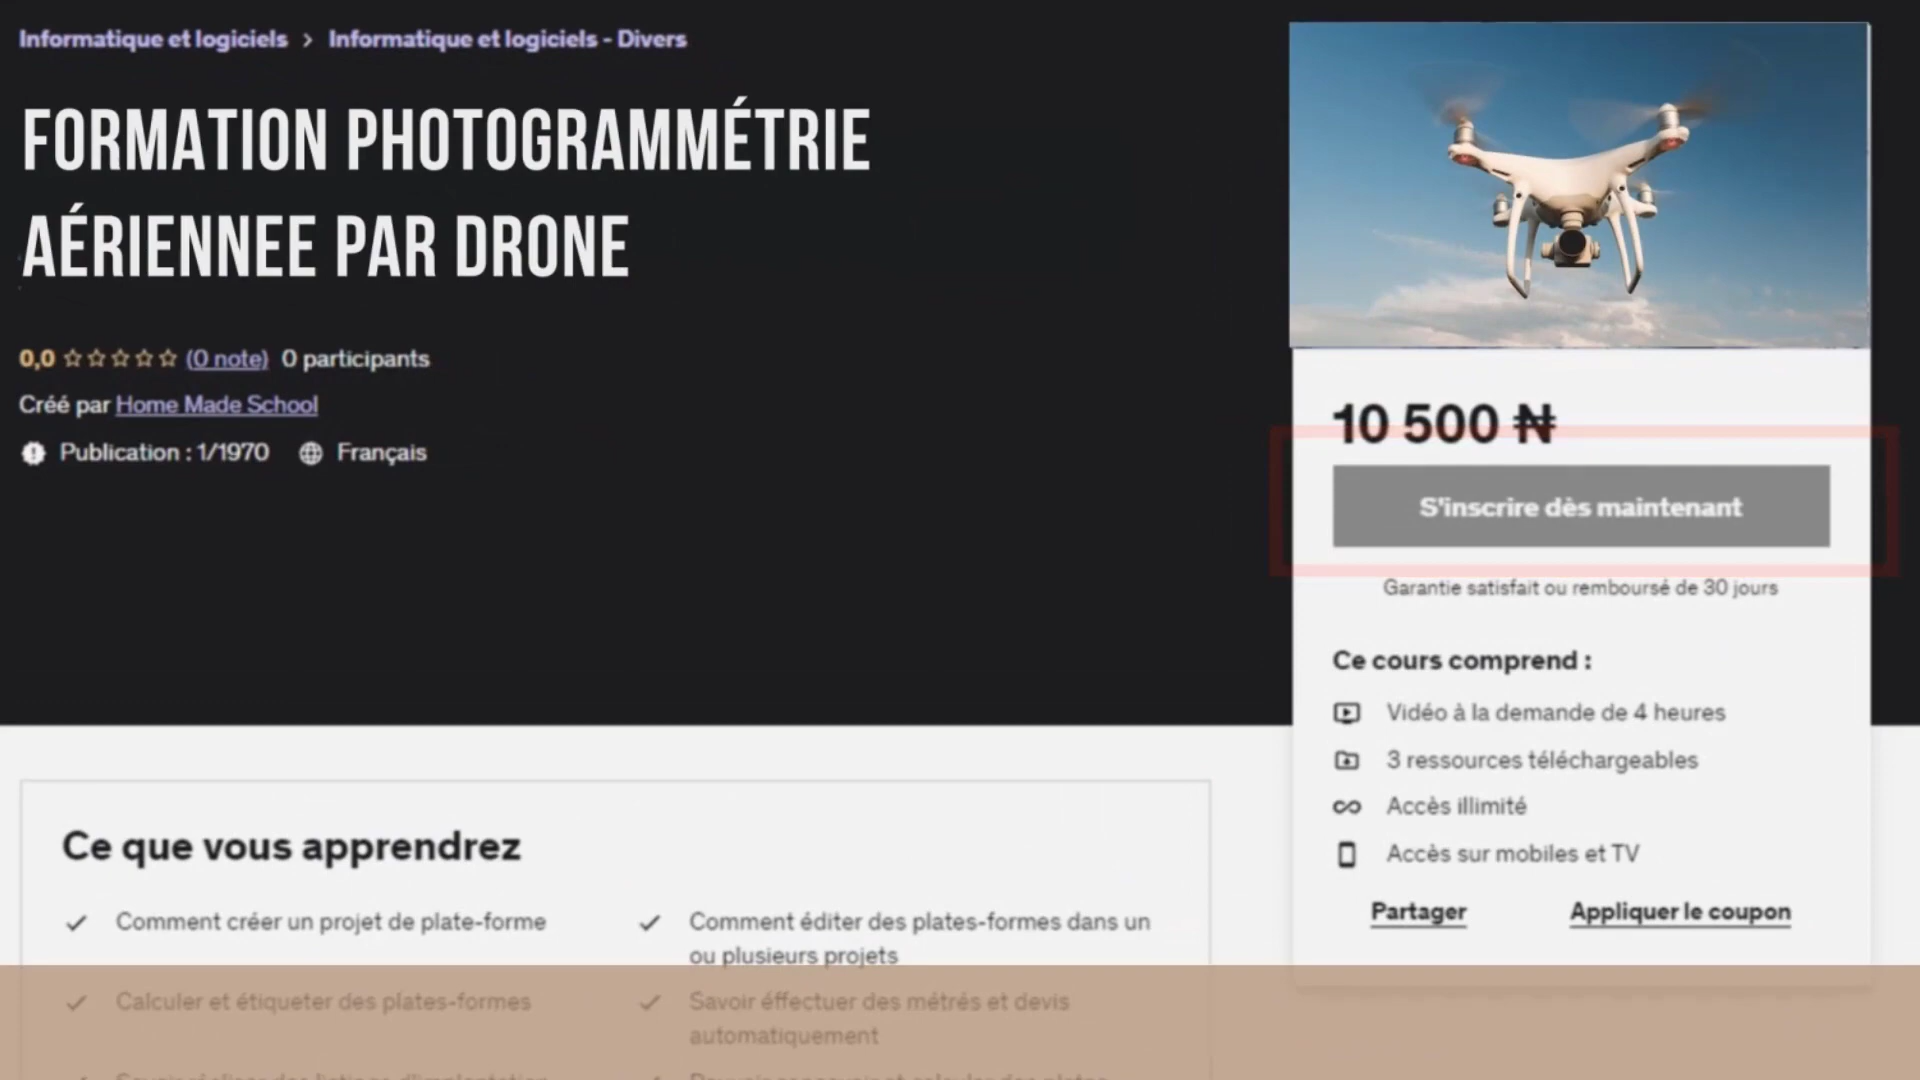 Informatique et logiciels > Informatique et logiciels - Divers
FORMATION PHOTOGRAMMÉTRIE
AÉRIENNEE PAR DRONE
0,0 ☆☆☆☆☆ (0 note) 0 participants
Créé par Home Made School
Publication : 1/1970 Français
10 500 ₦
S'inscrire dès maintenant
Garantie satisfait ou remboursé de 30 jours
Ce cours comprend :
Vidéo à la demande de 4 heures
3 ressources téléchargeables
Accès illimité
Accès sur mobiles et TV
Partager Appliquer le coupon
Ce que vous apprendrez
Comment créer un projet de plate-forme
Comment éditer des plates-formes dans un
ou plusieurs projets
Calculer et étiqueter des plates-formes
Savoir éffectuer des métrés et devis
automatiquement